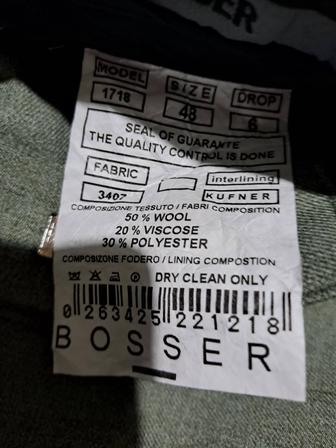 SER
MODEL SIZE DROP
1718 48 6
SEAL OF GUARANTE
THE QUALITY CONTROL IS DONE
FABRIC interlining
3407 KUFNER
COMPOSIZIONE TESSUTO / FABRI COMPOSITION
50 % WOOL
20 % VISCOSE
30 % POLYESTER
COMPOSIZONE FODERO / LINING COMPOSTION
DRY CLEAN ONLY
0 263425 221218
BOSSER